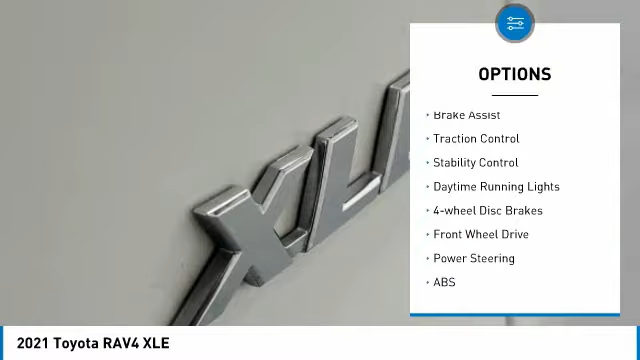 XLE
OPTIONS
Brake Assist
Traction Control
Stability Control
Daytime Running Lights
4-wheel Disc Brakes
Front Wheel Drive
Power Steering
ABS
2021 Toyota RAV4 XLE